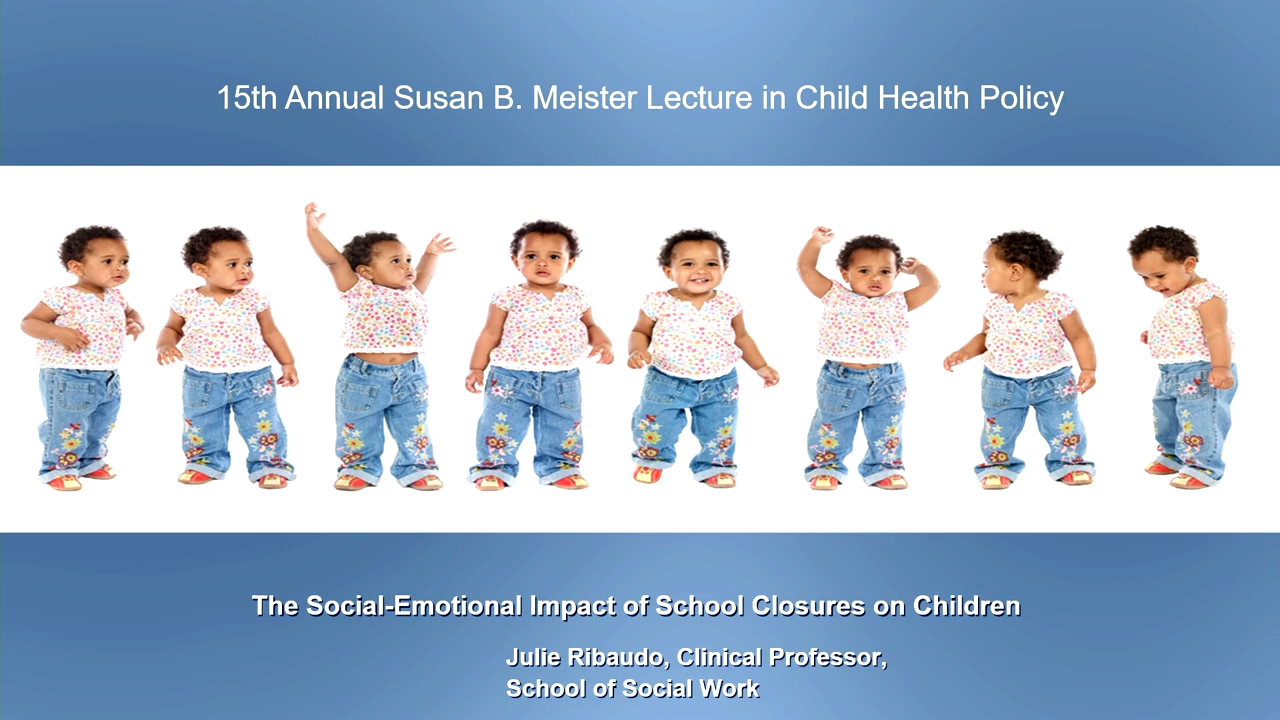 15th Annual Susan B. Meister Lecture in Child Health Policy
The Social-Emotional Impact of School Closures on Children
Julie Ribaudo, Clinical Professor,
School of Social Work